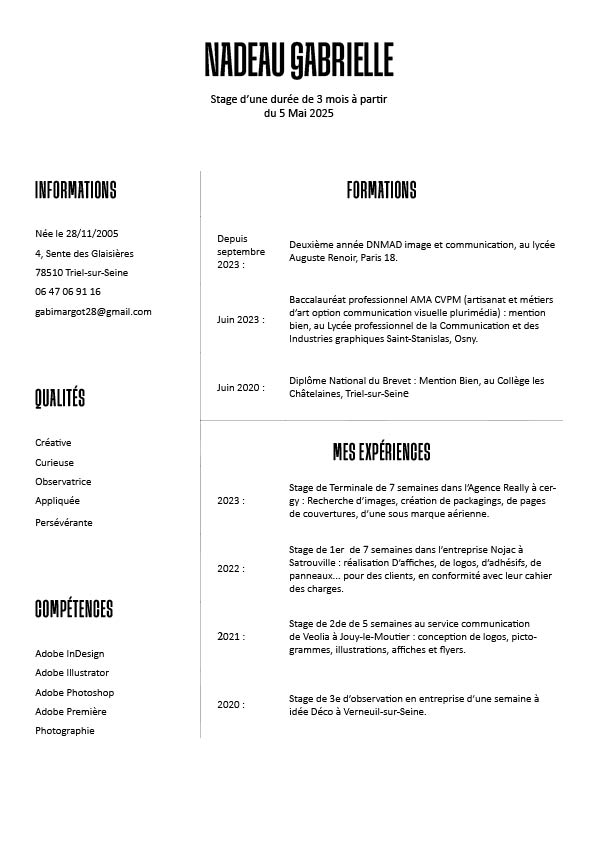 NADEAU GABRIELLE
Stage d’une durée de 3 mois à partir
du 5 Mai 2025
INFORMATIONS
Née le 28/11/2005
4, Sente des Glaisières
78510 Triel-sur-Seine
06 47 06 91 16
gabimargot28@gmail.com
QUALITÉS
Créative
Curieuse
Observatrice
Appliquée
Persévérante
COMPÉTENCES
Adobe InDesign
Adobe Illustrator
Adobe Photoshop
Adobe Première
Photographie
FORMATIONS
Depuis
septembre
2023 :
Deuxième année DNMAD image et communication, au lycée
Auguste Renoir, Paris 18.
Juin 2023 :
Baccalauréat professionnel AMA CVPM (artisanat et métiers
d’art option communication visuelle plurimédia) : mention
bien, au Lycée professionnel de la Communication et des
Industries graphiques Saint-Stanislas, Osny.
Juin 2020 :
Diplôme National du Brevet : Mention Bien, au Collège les
Châtelaines, Triel-sur-Seine
MES EXPÉRIENCES
2023 :
Stage de Terminale de 7 semaines dans l’Agence Really à cer-
gy : Recherche d’images, création de packagings, de pages
de couvertures, d’une sous marque aérienne.
2022 :
Stage de 1er  de 7 semaines dans l’entreprise Nojac à
Satrouville : réalisation D’affiches, de logos, d’adhésifs, de
panneaux... pour des clients, en conformité avec leur cahier
des charges.
2021 :
Stage de 2de de 5 semaines au service communication
de Veolia à Jouy-le-Moutier : conception de logos, picto-
grammes, illustrations, affiches et flyers.
2020 :
Stage de 3e d’observation en entreprise d’une semaine à
idée Déco à Verneuil-sur-Seine.